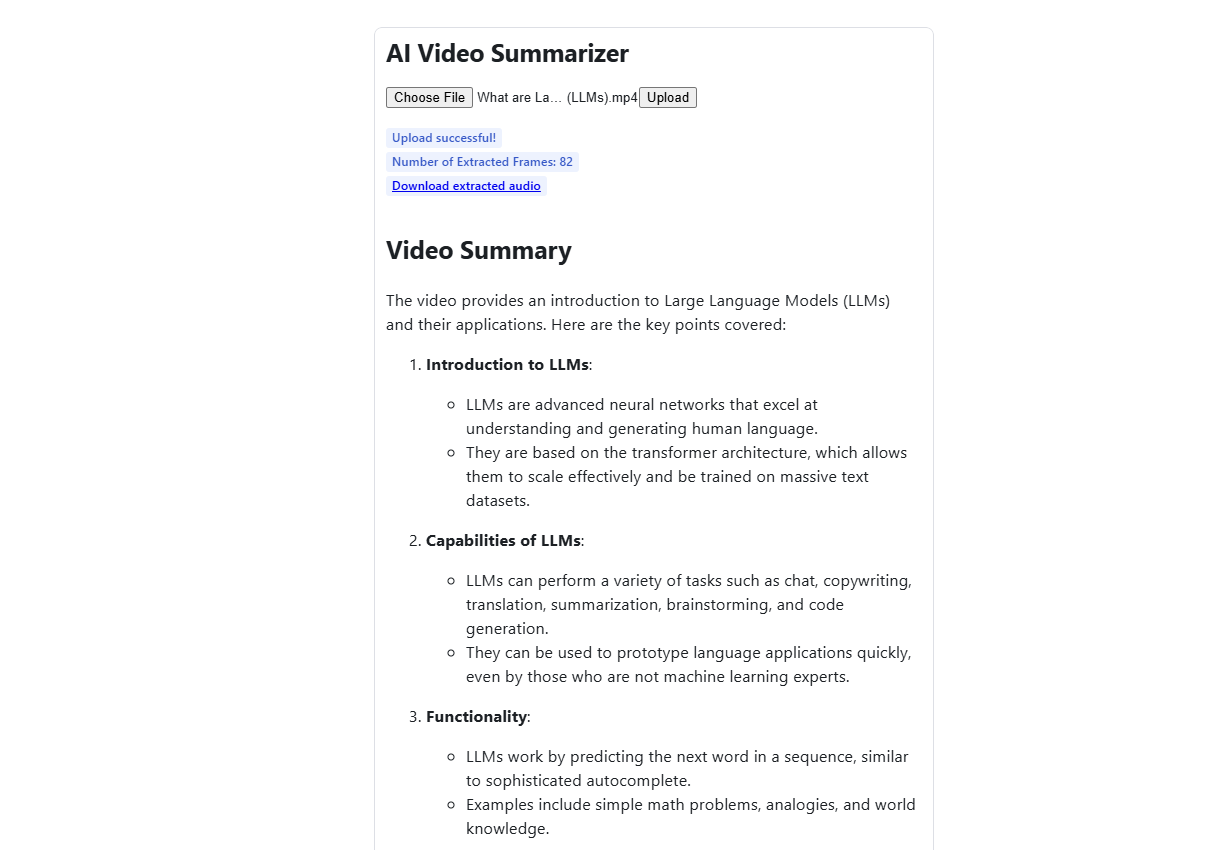 AI Video Summarizer
Choose File What are La... (LLMs).mp4 Upload
Upload successful!
Number of Extracted Frames: 82
Download extracted audio
Video Summary
The video provides an introduction to Large Language Models (LLMs)
and their applications. Here are the key points covered:
1. Introduction to LLMs:
LLMs are advanced neural networks that excel at
understanding and generating human language.
They are based on the transformer architecture, which allows
them to scale effectively and be trained on massive text
datasets.
2. Capabilities of LLMs:
LLMs can perform a variety of tasks such as chat, copywriting,
translation, summarization, brainstorming, and code
generation.
They can be used to prototype language applications quickly,
even by those who are not machine learning experts.
3. Functionality:
LLMs work by predicting the next word in a sequence, similar
to sophisticated autocomplete.
Examples include simple math problems, analogies, and world
knowledge.